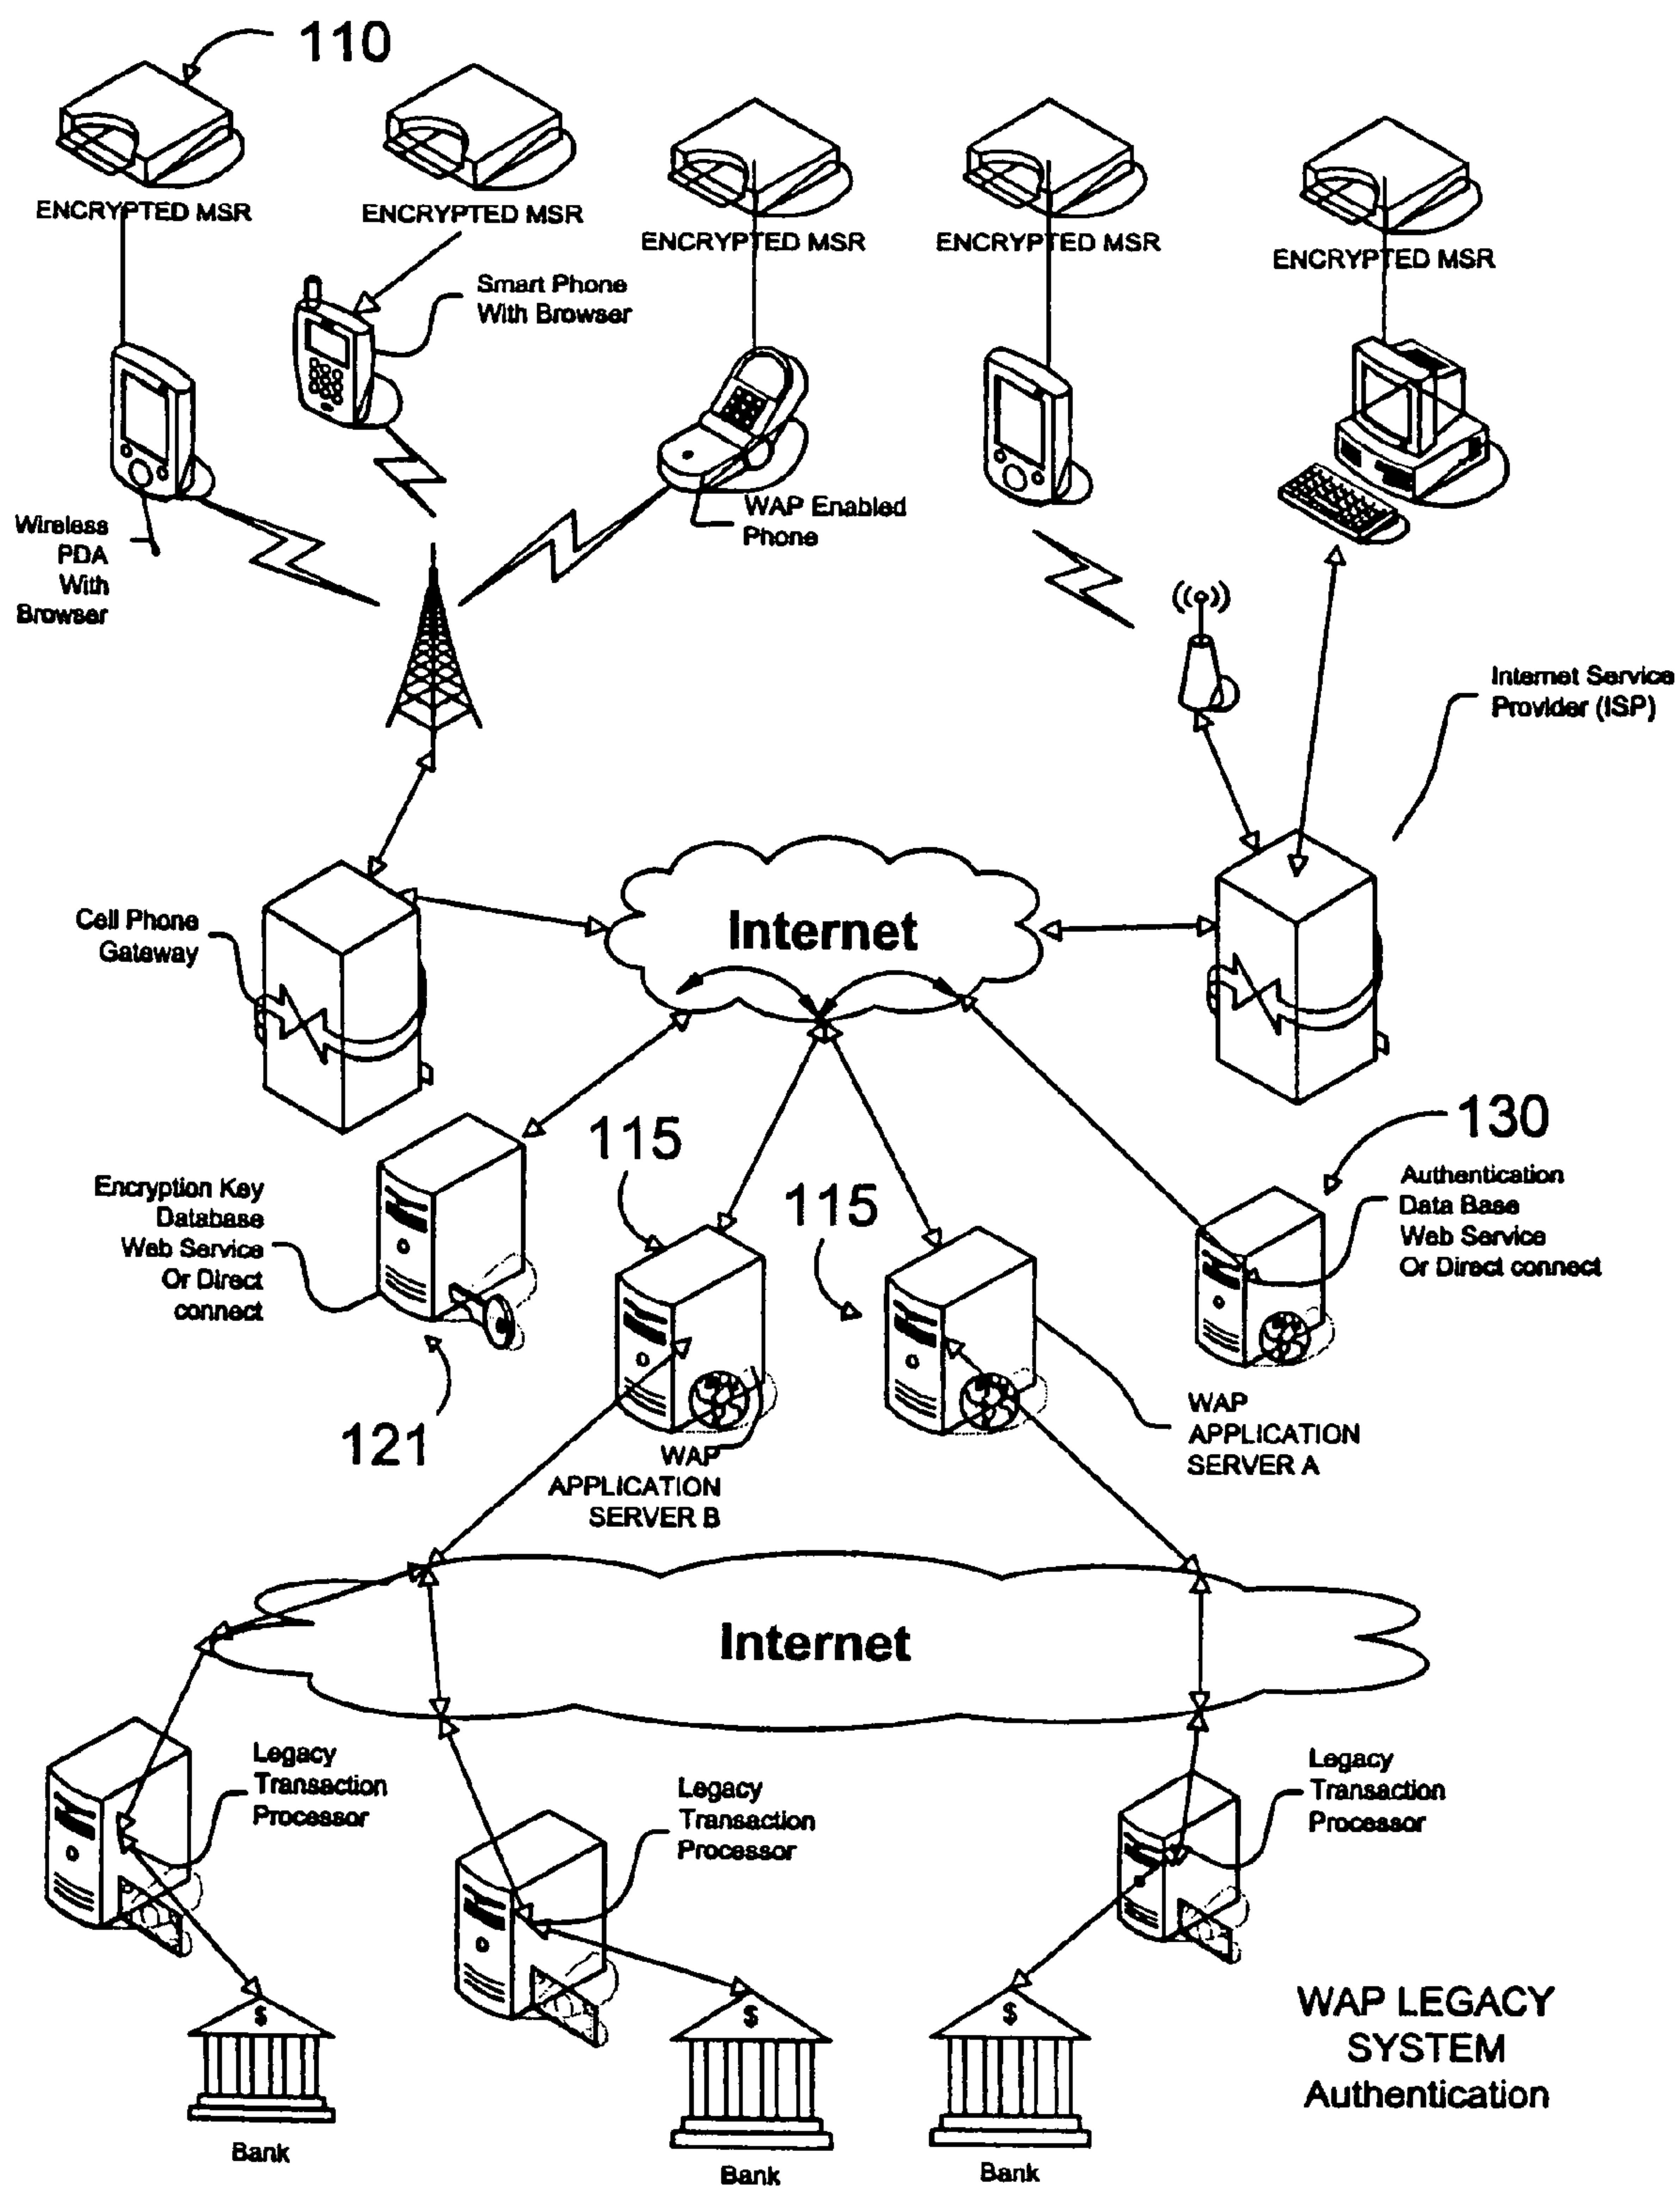 110
ENCRYPTED MSR
ENCRYPTED MSR
ENCRYPTED MSR
ENCRYPTED MSR
ENCRYPTED MSR
Smart Phone
With Browser
WAP Enabled
Phone
Wireless
PDA
With
Browser
Internet Service
Provider (ISP)
Cell Phone
Gateway
Internet
115
130
Encryption Key
Database
Web Service
Or Direct
connect
115
Authentication
Data Base
Web Service
Or Direct connect
121
WAP
APPLICATION
SERVER B
WAP
APPLICATION
SERVER A
Internet
Legacy
Transaction
Processor
Legacy
Transaction
Processor
Legacy
Transaction
Processor
$
$
$
Bank
Bank
Bank
WAP LEGACY
SYSTEM
Authentication